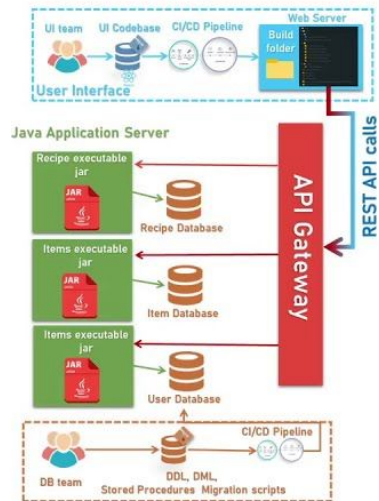 Web Server
UI team
UI Codebase
CI/CD Pipeline
Build
folder
User Interface
REST API calls
Java Application Server
API Gateway
Recipe executable
jar
JAR
Recipe Database
Items executable
jar
JAR
Item Database
Items executable
jar
JAR
User Database
CI/CD Pipeline
DB team
DDL, DML,
Stored Procedures Migration scripts